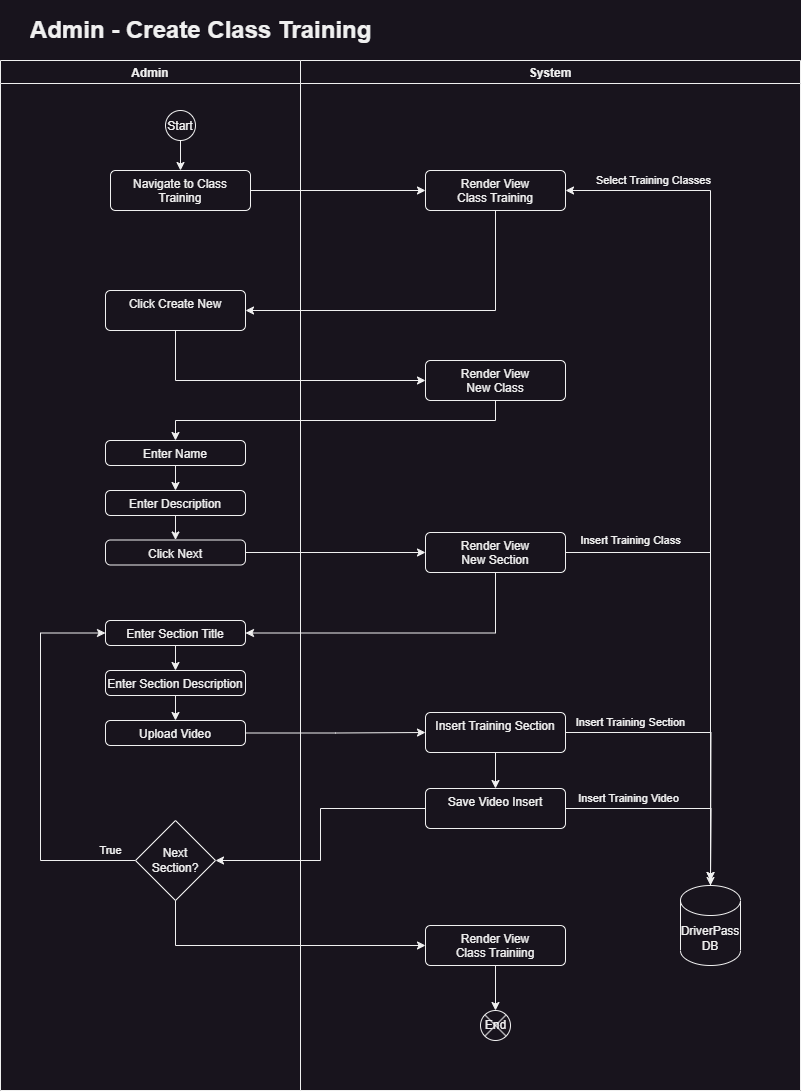 Admin - Create Class Training
Admin
System
Start
Navigate to Class
Training
Render View
Class Training
Select Training Classes
Click Create New
Render View
New Class
Enter Name
Enter Description
Click Next
Render View
New Section
Insert Training Class
Enter Section Title
Enter Section Description
Upload Video
Insert Training Section
Insert Training Section
Save Video Insert
Insert Training Video
True
Next
Section?
DriverPass
DB
Render View
Class Trainiing
End